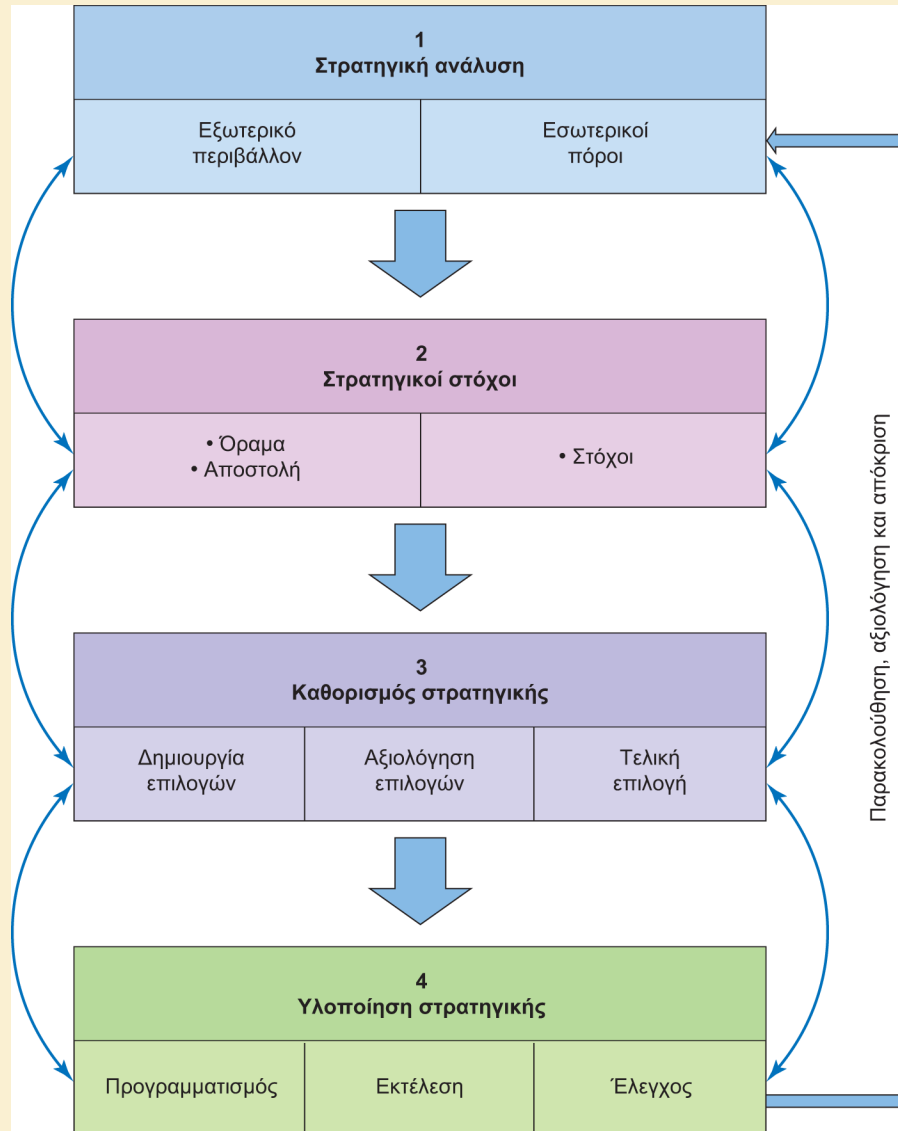 1
Στρατηγική ανάλυση
Εξωτερικό
περιβάλλον
Εσωτερικοί
πόροι
2
Στρατηγικοί στόχοι
• Όραμα
• Αποστολή
• Στόχοι
3
Καθορισμός στρατηγικής
Δημιουργία
επιλογών
Αξιολόγηση
επιλογών
Τελική
επιλογή
4
Υλοποίηση στρατηγικής
Προγραμματισμός
Εκτέλεση
Έλεγχος
Παρακολούθηση, αξιολόγηση και απόκριση